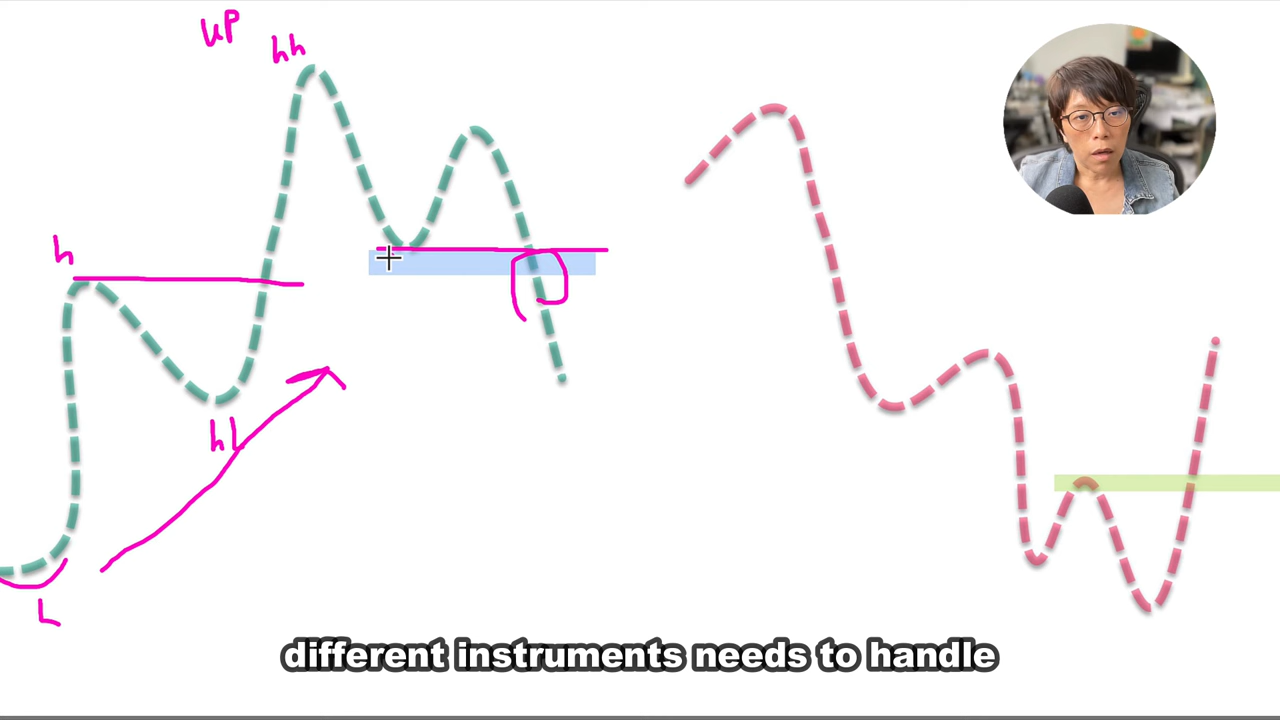 UP
hh
h
hL
L
different instruments needs to handle